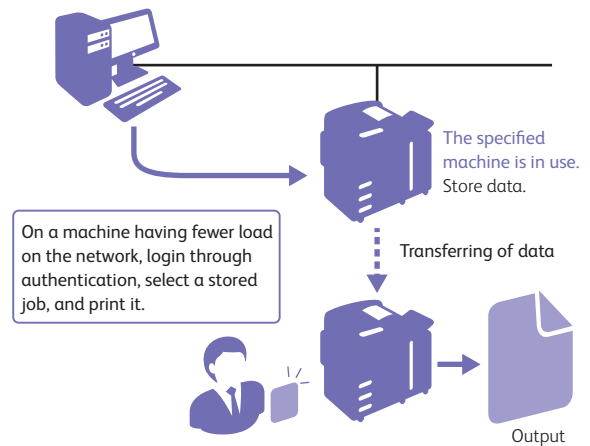 The specified
machine is in use.
Store data.
On a machine having fewer load
on the network, login through
authentication, select a stored
job, and print it.
Transferring of data
Output